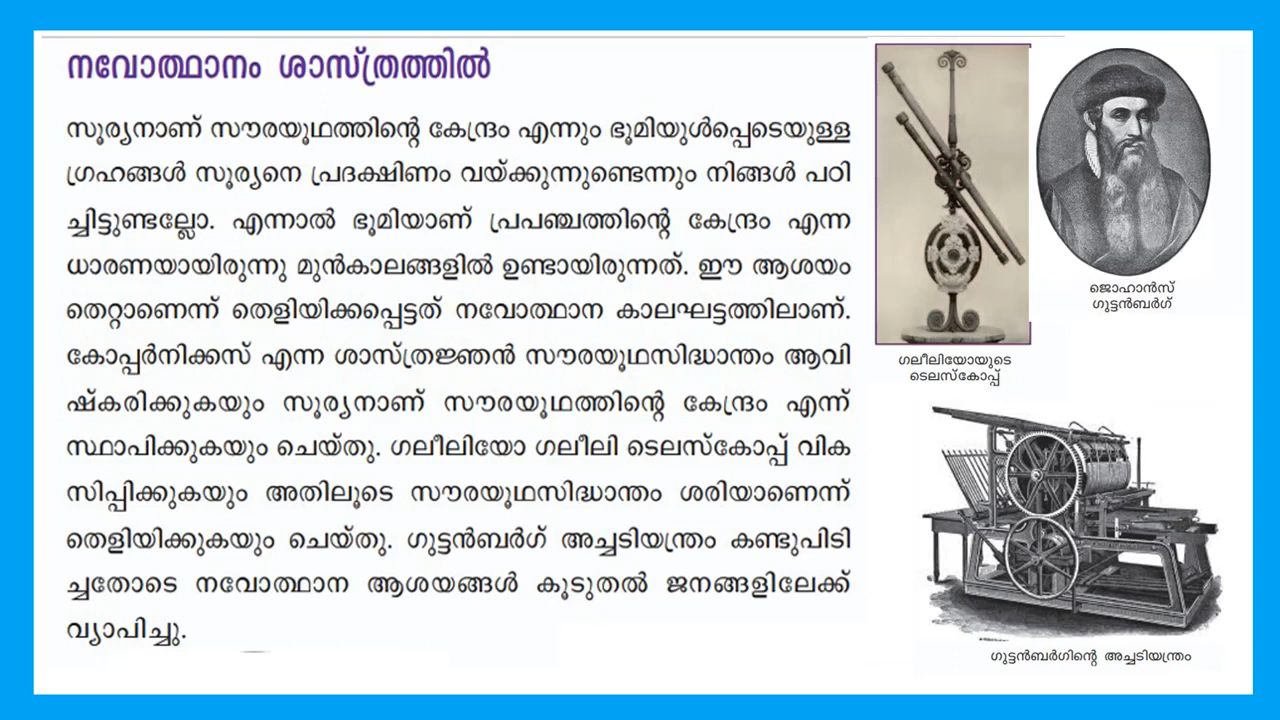 നവോത്ഥാനം ശാസ്ത്രത്തിൽ
സൂര്യനാണ് സൗരയൂഥത്തിന്റെ കേന്ദ്രം എന്നും ഭൂമിയുൾപ്പെടെയുള്ള
ഗ്രഹങ്ങൾ സൂര്യനെ പ്രദക്ഷിണം വയ്ക്കുന്നുണ്ടെന്നും നിങ്ങൾ പഠി
ച്ചിട്ടുണ്ടല്ലോ. എന്നാൽ ഭൂമിയാണ് പ്രപഞ്ചത്തിന്റെ കേന്ദ്രം എന്ന
ധാരണയായിരുന്നു മുൻകാലങ്ങളിൽ ഉണ്ടായിരുന്നത്. ഈ ആശയം
തെറ്റാണെന്ന് തെളിയിക്കപ്പെട്ടത് നവോത്ഥാന കാലഘട്ടത്തിലാണ്.
കോപ്പർനിക്കസ് എന്ന ശാസ്ത്രജ്ഞൻ സൗരയൂഥസിദ്ധാന്തം ആവി
ഷ്കരിക്കുകയും സൂര്യനാണ് സൗരയൂഥത്തിന്റെ കേന്ദ്രം എന്ന്
സ്ഥാപിക്കുകയും ചെയ്തു. ഗലീലിയോ ഗലീലി ടെലസ്കോപ്പ് വിക
സിപ്പിക്കുകയും അതിലൂടെ സൗരയൂഥസിദ്ധാന്തം ശരിയാണെന്ന്
തെളിയിക്കുകയും ചെയ്തു. ഗുട്ടൻബർഗ് അച്ചടിയന്ത്രം കണ്ടുപിടി
ച്ചതോടെ നവോത്ഥാന ആശയങ്ങൾ കൂടുതൽ ജനങ്ങളിലേക്ക്
വ്യാപിച്ചു.
ഗലീലിയോയുടെ
ടെലസ്കോപ്പ്
ജൊഹാൻസ്
ഗുട്ടൻബർഗ്
ഗുട്ടൻബർഗിന്റെ അച്ചടിയന്ത്രം